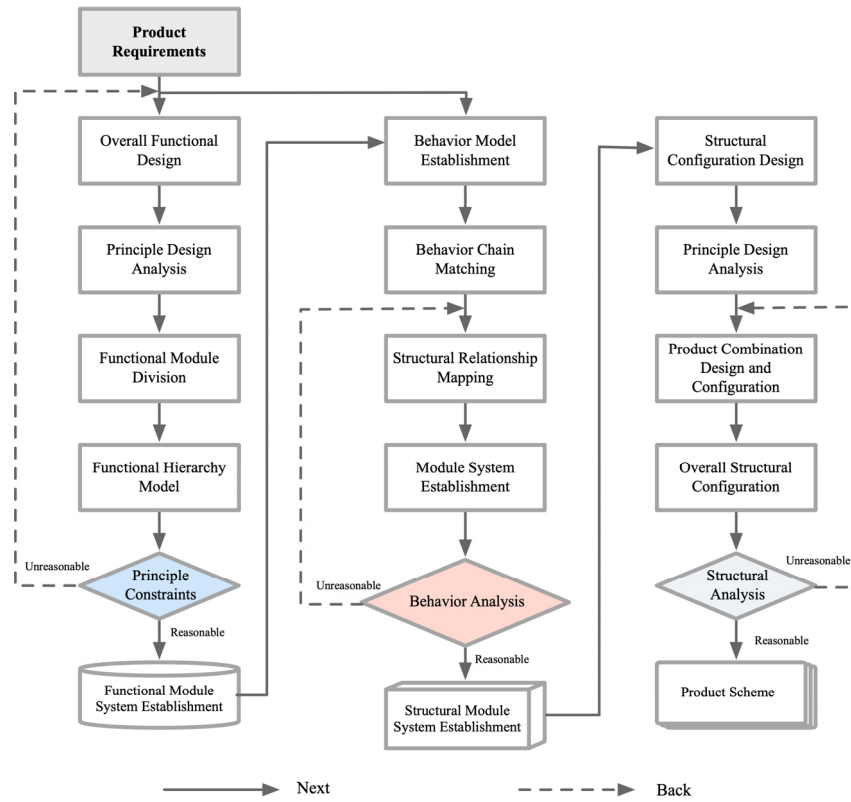 Product
Requirements
Overall Functional
Design
Principle Design
Analysis
Functional Module
Division
Functional Hierarchy
Model
Unreasonable
Principle
Constraints
Reasonable
Functional Module
System Establishment
Behavior Model
Establishment
Behavior Chain
Matching
Structural Relationship
Mapping
Module System
Establishment
Unreasonable
Behavior Analysis
Reasonable
Structural Module
System Establishment
Structural
Configuration Design
Principle Design
Analysis
Product Combination
Design and
Configuration
Overall Structural
Configuration
Unreasonable
Structural
Analysis
Reasonable
Product Scheme
Next
Back